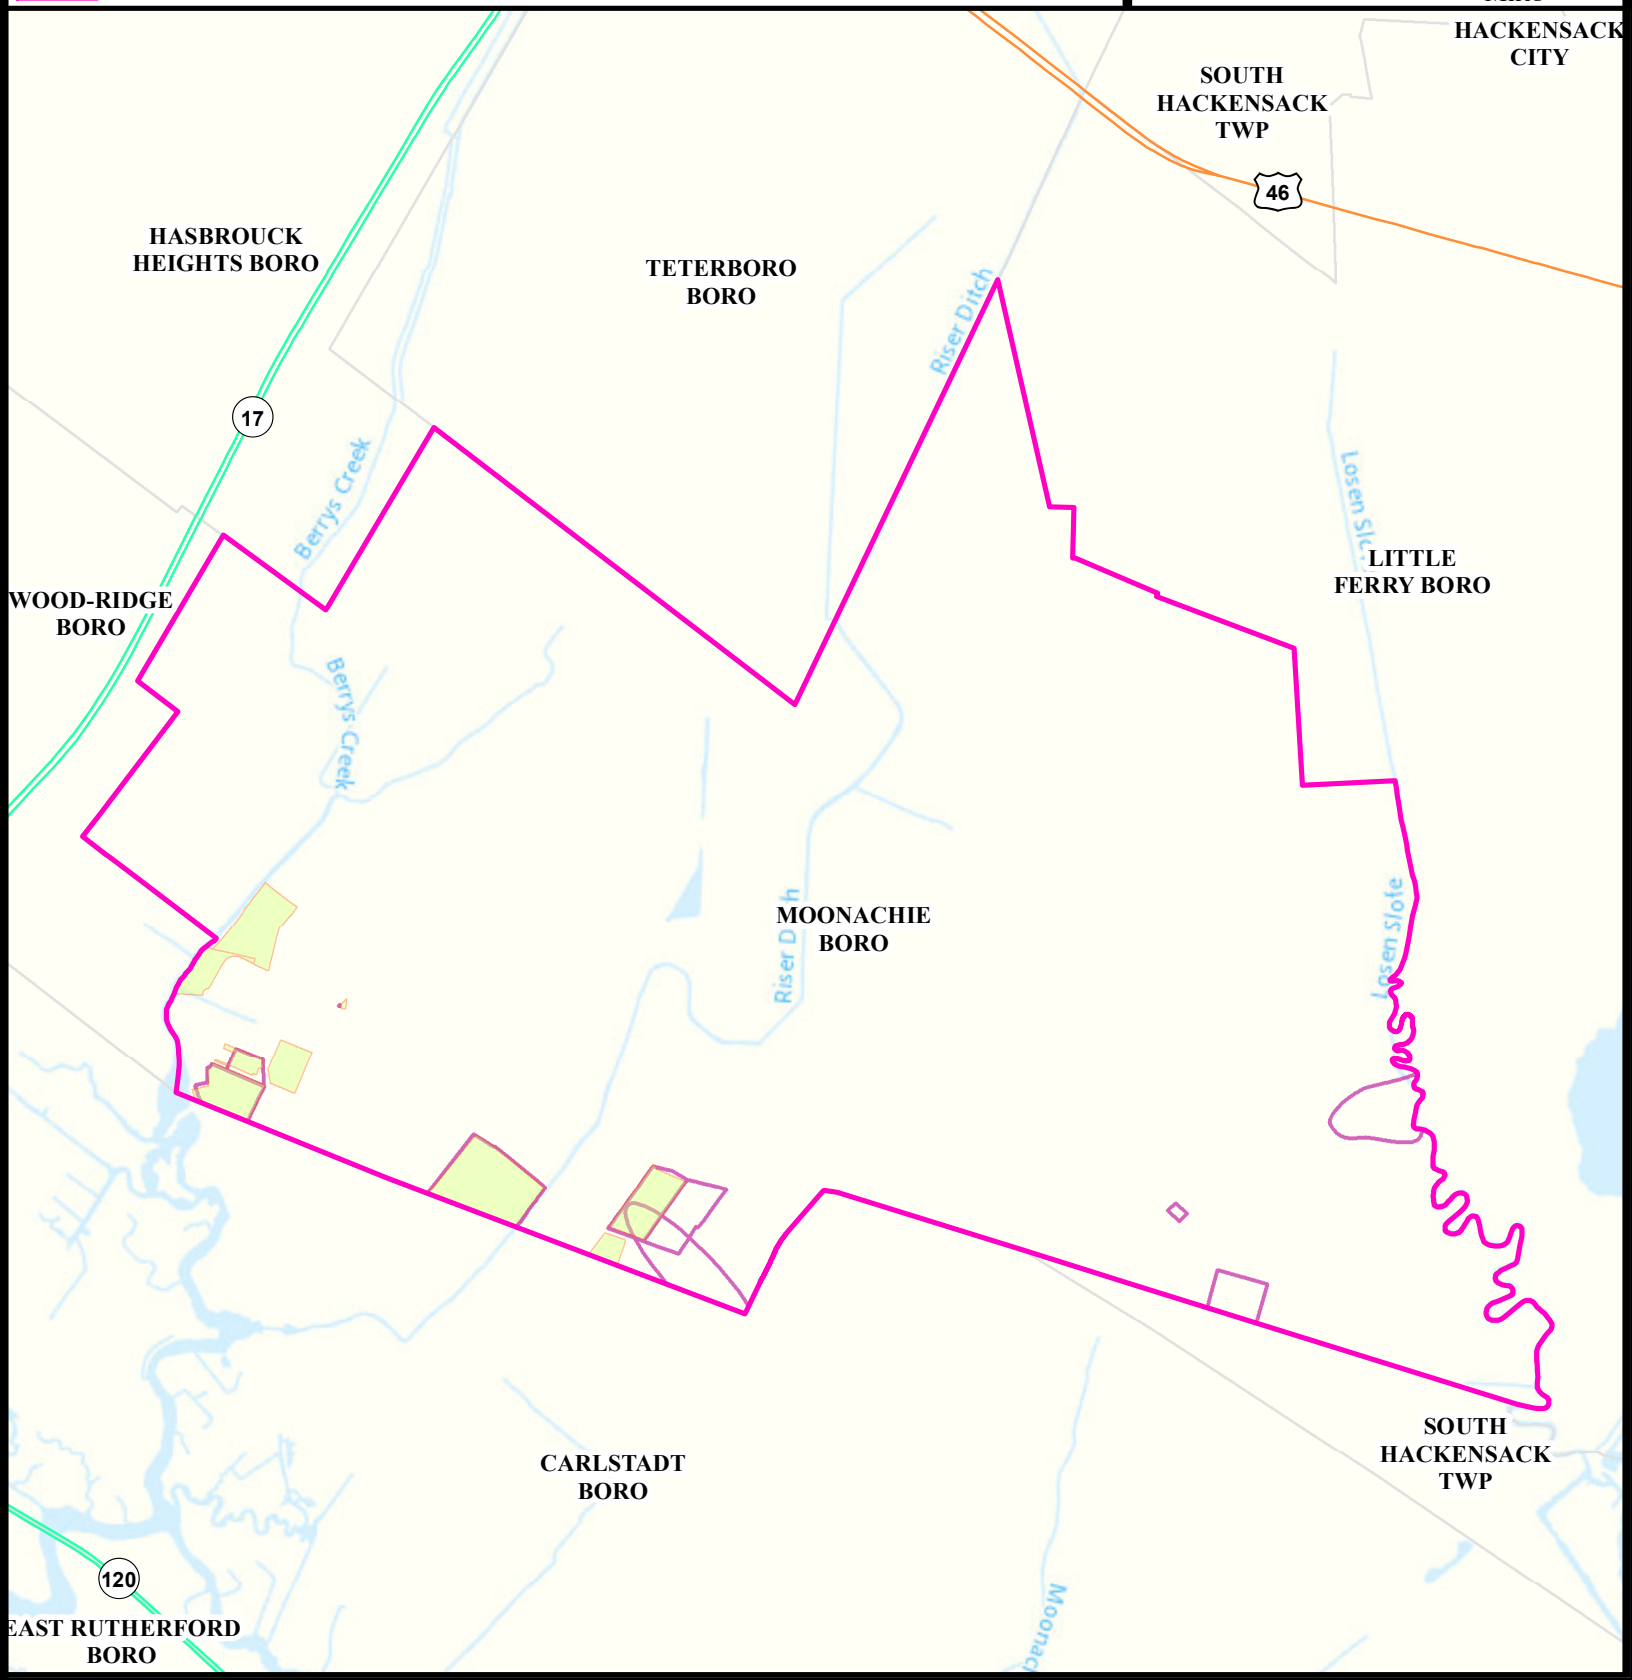 HACKENSACK
CITY
SOUTH
HACKENSACK
TWP
46
HASBROUCK
HEIGHTS BORO
TETERBORO
BORO
Riser Ditch
17
Berrys Creek
Losen Slo
LITTLE
FERRY BORO
WOOD-RIDGE
BORO
Berrys Creek
MOONACHIE
BORO
Riser D h
Losen Slote
SOUTH
HACKENSACK
TWP
CARLSTADT
BORO
120
Moonac
EAST RUTHERFORD
BORO